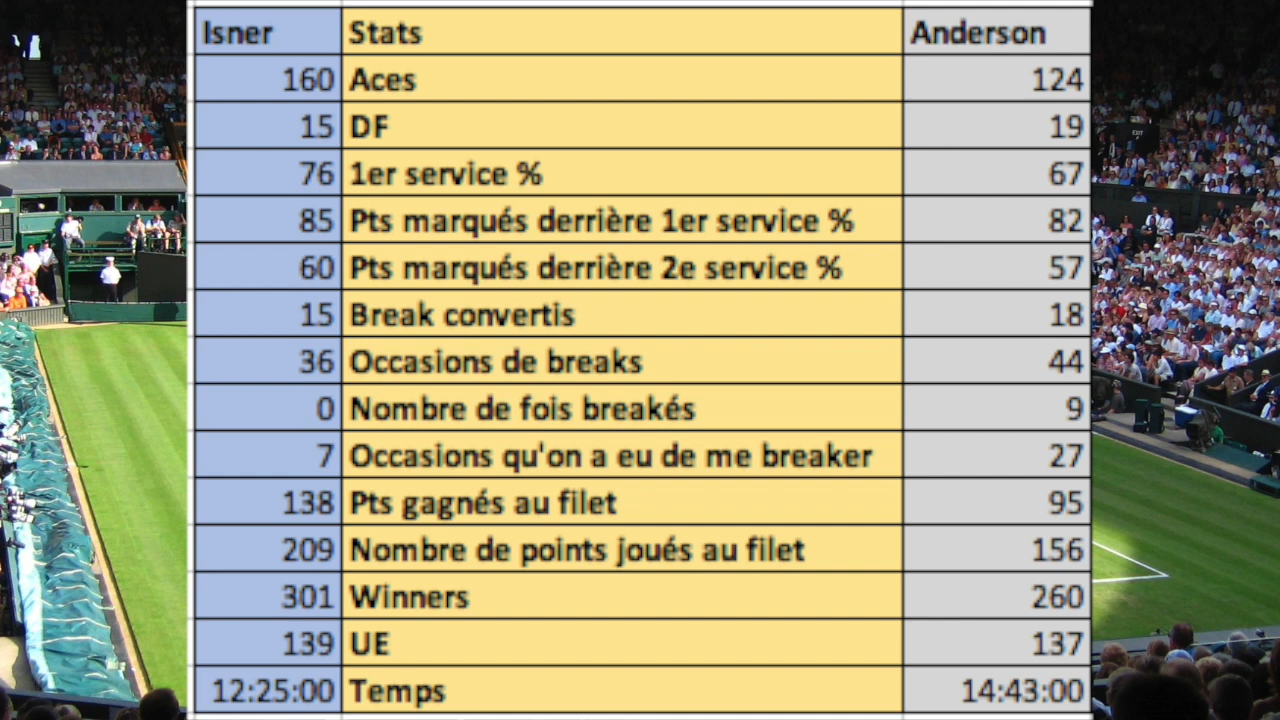 Isner Stats Anderson
160 Aces 124
15 DF 19
76 1er service % 67
85 Pts marqués derrière 1er service % 82
60 Pts marqués derrière 2e service % 57
15 Break convertis 18
36 Occasions de breaks 44
0 Nombre de fois breakés 9
7 Occasions qu'on a eu de me breaker 27
138 Pts gagnés au filet 95
209 Nombre de points joués au filet 156
301 Winners 260
139 UE 137
12:25:00 Temps 14:43:00
EXIT